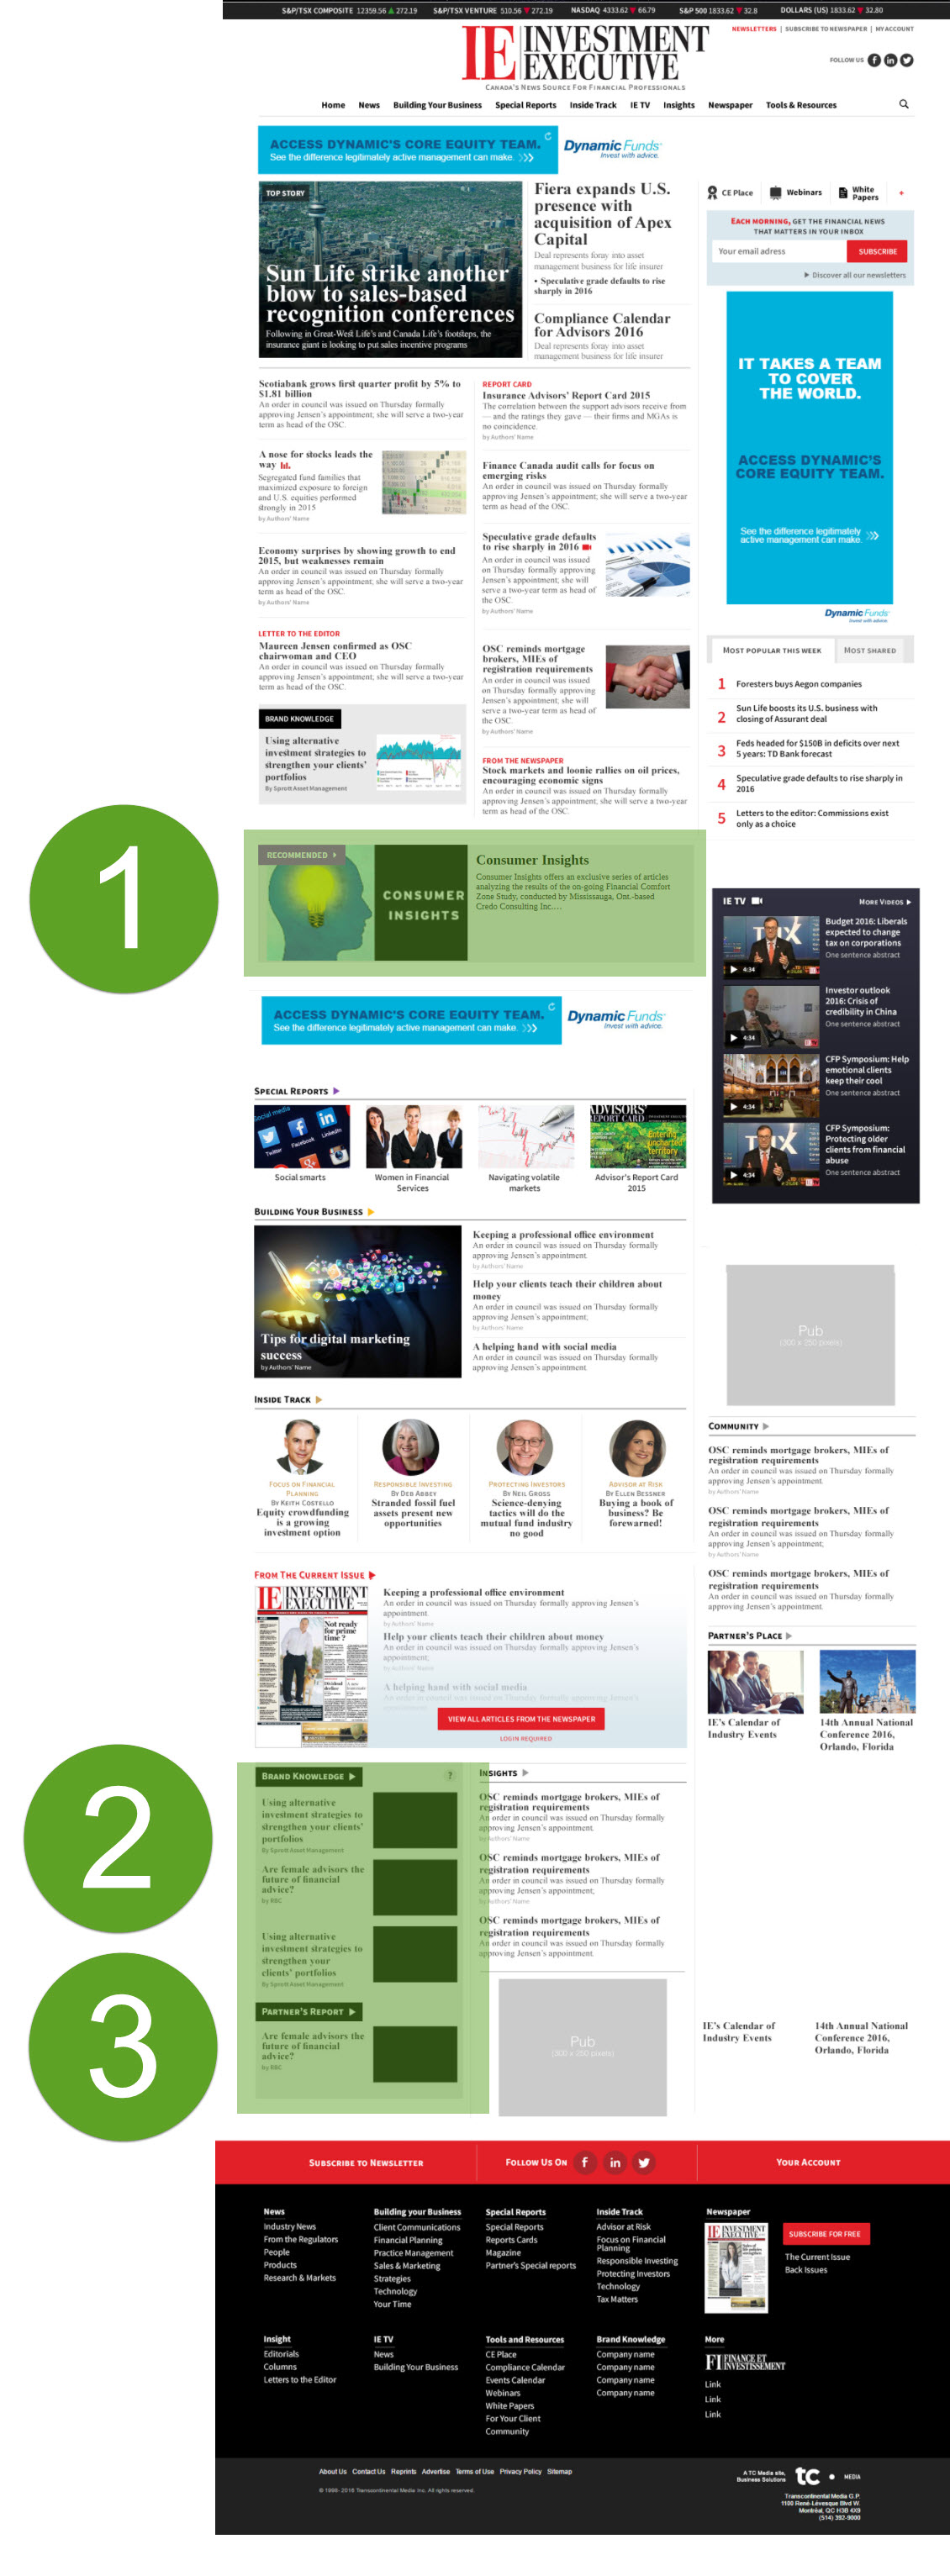 S&P/TSX COMPOSITE 12359.56 ▲ 272.19 S&P/TSX VENTURE 510.56 ▼ 272.19 NASDAQ 4333.62 ▼ 66.79 S&P 500 1833.62 ▼ 32.8 DOLLARS (US) 1833.62 ▼ 32.80
IE INVESTMENT EXECUTIVE
CANADA'S NEWS SOURCE FOR FINANCIAL PROFESSIONALS
NEWSLETTERS | SUBSCRIBE TO NEWSPAPER | MY ACCOUNT
FOLLOW US
Home News Building Your Business Special Reports Inside Track IE TV Insights Newspaper Tools & Resources
ACCESS DYNAMIC'S CORE EQUITY TEAM.
See the difference legitimately active management can make. >>>
Dynamic Funds
Invest with advice.
TOP STORY
Sun Life strike another
blow to sales-based
recognition conferences
Following in Great-West Life's and Canada Life's footsteps, the
insurance giant is looking to put sales incentive programs
Fiera expands U.S.
presence with
acquisition of Apex
Capital
Deal represents foray into asset
management business for life insurer
• Speculative grade defaults to rise
sharply in 2016
Compliance Calendar
for Advisors 2016
Deal represents foray into asset
management business for life insurer
CE Place
Webinars
White
Papers
+
EACH MORNING, GET THE FINANCIAL NEWS
THAT MATTERS IN YOUR INBOX
Your email adress
SUBSCRIBE
Discover all our newsletters
IT TAKES A TEAM
TO COVER
THE WORLD.
ACCESS DYNAMIC'S
CORE EQUITY TEAM.
See the difference legitimately
active management can make. >>>
Dynamic Funds
Invest with advice.
Scotiabank grows first quarter profit by 5% to
$1.81 billion
An order in council was issued on Thursday formally
approving Jensen's appointment; she will serve a two-year
term as head of the OSC.
A nose for stocks leads the
way
Segregated fund families that
maximized exposure to foreign
and U.S. equities performed
strongly in 2015
by Authors' Name
Economy surprises by showing growth to end
2015, but weaknesses remain
An order in council was issued on Thursday formally
approving Jensen's appointment; she will serve a two-year
term as head of the OSC.
by Authors' Name
LETTER TO THE EDITOR
Maureen Jensen confirmed as OSC
chairwoman and CEO
An order in council was issued on Thursday formally
approving Jensen's appointment; she will serve a two-year
term as head of the OSC.
BRAND KNOWLEDGE
Using alternative
investment strategies to
strengthen your clients'
portfolios
By Sprott Asset Management
REPORT CARD
Insurance Advisors' Report Card 2015
The correlation between the support advisors receive from
— and the ratings they gave — their firms and MGAs is
no coincidence.
by Authors' Name
Finance Canada audit calls for focus on
emerging risks
An order in council was issued on Thursday formally
approving Jensen's appointment; she will serve a two-year
term as head of the OSC.
Speculative grade defaults
to rise sharply in 2016
An order in council was issued
on Thursday formally approving
Jensen's appointment; she will
serve a two-year term as head of
the OSC.
by Authors' Name
OSC reminds mortgage
brokers, MIEs of
registration requirements
An order in council was issued
on Thursday formally approving
Jensen's appointment; she will
serve a two-year term as head of
the OSC.
by Authors' Name
FROM THE NEWSPAPER
Stock markets and loonie rallies on oil prices,
encouraging economic signs
An order in council was issued on Thursday formally
approving Jensen's appointment; she will serve a two-year
term as head of the OSC.
MOST POPULAR THIS WEEK
MOST SHARED
1 Foresters buys Aegon companies
2 Sun Life boosts its U.S. business with
closing of Assurant deal
3 Feds headed for $150B in deficits over next
5 years: TD Bank forecast
4 Speculative grade defaults to rise sharply in
2016
5 Letters to the editor: Commissions exist
only as a choice
1
RECOMMENDED
CONSUMER
INSIGHTS
Consumer Insights
Consumer Insights offers an exclusive series of articles
analyzing the results of the on-going Financial Comfort
Zone Study, conducted by Mississauga, Ont.-based
Credo Consulting Inc....
IE TV
MORE VIDEOS
4:34
Budget 2016: Liberals
expected to change
tax on corporations
One sentence abstract
4:34
Investor outlook
2016: Crisis of
credibility in China
One sentence abstract
4:34
CFP Symposium: Help
emotional clients
keep their cool
One sentence abstract
4:34
CFP Symposium:
Protecting older
clients from financial
abuse
One sentence abstract
ACCESS DYNAMIC'S CORE EQUITY TEAM.
See the difference legitimately active management can make. >>>
Dynamic Funds
Invest with advice.
SPECIAL REPORTS
social media
Twitter
Facebook
LinkedIn
ADVISORS'
REPORT CARD
Entering
uncharted
territory
Social smarts
Women in Financial
Services
Navigating volatile
markets
Advisor's Report Card
2015
BUILDING YOUR BUSINESS
Tips for digital marketing
success
by Authors' Name
Keeping a professional office environment
An order in council was issued on Thursday formally
approving Jensen's appointment.
by Authors' Name
Help your clients teach their children about
money
An order in council was issued on Thursday formally
approving Jensen's appointment;
by Authors' Name
A helping hand with social media
An order in council was issued on Thursday formally
approving Jensen's appointment.
Pub
(300 x 250 pixels)
INSIDE TRACK
FOCUS ON FINANCIAL
PLANNING
BY KEITH COSTELLO
Equity crowdfunding
is a growing
investment option
RESPONSIBLE INVESTING
BY DEB ABBEY
Stranded fossil fuel
assets present new
opportunities
PROTECTING INVESTORS
BY NEIL GROSS
Science-denying
tactics will do the
mutual fund industry
no good
ADVISOR AT RISK
BY ELLEN BESSNER
Buying a book of
business? Be
forewarned!
COMMUNITY
OSC reminds mortgage brokers, MIEs of
registration requirements
An order in council was issued on Thursday formally
approving Jensen's appointment.
by Authors' Name
OSC reminds mortgage brokers, MIEs of
registration requirements
An order in council was issued on Thursday formally
approving Jensen's appointment;
by Authors' Name
OSC reminds mortgage brokers, MIEs of
registration requirements
An order in council was issued on Thursday formally
approving Jensen's appointment.
FROM THE CURRENT ISSUE
IE INVESTMENT EXECUTIVE
Not ready
for prime
time ?
Keeping a professional office environment
An order in council was issued on Thursday formally approving Jensen's
appointment.
by Authors' Name
Help your clients teach their children about money
An order in council was issued on Thursday formally approving Jensen's
appointment;
by Authors' Name
A helping hand with social media
An order in council was issued on Thursday formally approving Jensen's
VIEW ALL ARTICLES FROM THE NEWSPAPER
LOGIN REQUIRED
PARTNER'S PLACE
IE's Calendar of
Industry Events
14th Annual National
Conference 2016,
Orlando, Florida
2
BRAND KNOWLEDGE
?
Using alternative
investment strategies to
strengthen your clients'
portfolios
By Sprott Asset Management
Are female advisors the
future of financial
advice?
by RBC
Using alternative
investment strategies to
strengthen your
clients' portfolios
By Sprott Asset Management
3
PARTNER'S REPORT
Are female advisors the
future of financial
advice?
by RBC
INSIGHTS
OSC reminds mortgage brokers, MIEs of
registration requirements
An order in council was issued on Thursday formally
approving Jensen's appointment.
by Authors' Name
OSC reminds mortgage brokers, MIEs of
registration requirements
An order in council was issued on Thursday formally
approving Jensen's appointment;
by Authors' Name
OSC reminds mortgage brokers, MIEs of
registration requirements
An order in council was issued on Thursday formally
approving Jensen's appointment.
Pub
(300 x 250 pixels)
IE's Calendar of
Industry Events
14th Annual National
Conference 2016,
Orlando, Florida
SUBSCRIBE TO NEWSLETTER
FOLLOW US ON
YOUR ACCOUNT
News
Industry News
From the Regulators
People
Products
Research & Markets
Building your Business
Client Communications
Financial Planning
Practice Management
Sales & Marketing
Strategies
Technology
Your Time
Special Reports
Special Reports
Reports Cards
Magazine
Partner's Special reports
Inside Track
Advisor at Risk
Focus on Financial
Planning
Responsible Investing
Protecting Investors
Technology
Tax Matters
Newspaper
IE INVESTMENT EXECUTIVE
SUBSCRIBE FOR FREE
The Current Issue
Back Issues
Insight
Editorials
Columns
Letters to the Editor
IE TV
News
Building Your Business
Tools and Resources
CE Place
Compliance Calendar
Events Calendar
Webinars
White Papers
For Your Client
Community
Brand Knowledge
Company name
Company name
Company name
Company name
More
FI FINANCE ET INVESTISSEMENT
Link
Link
Link
About Us Contact Us Reprints Advertise Terms of Use Privacy Policy Sitemap
© 1998-2016 Transcontinental Media Inc. All rights reserved.
A TC Media site,
Business Solutions
tc • MEDIA
Transcontinental Media G.P.
1100 René-Lévesque Blvd W.
Montréal, QC H3B 4X9
(514) 392-9000